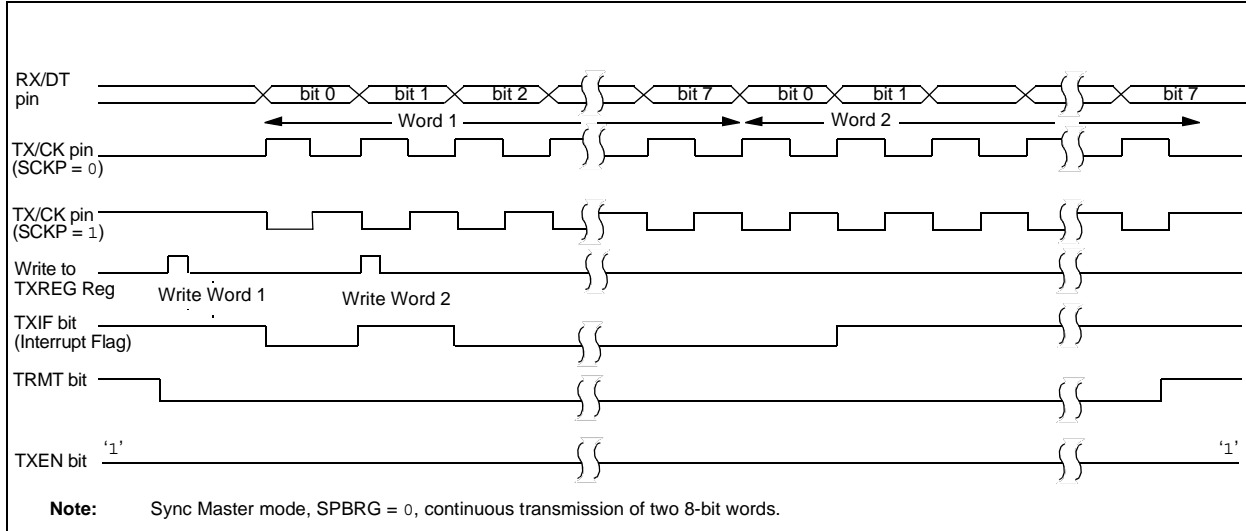 RX/DT
pin
bit 0 bit 1 bit 2 bit 7 bit 0 bit 1 bit 7
Word 1 Word 2
TX/CK pin
(SCKP = 0)
TX/CK pin
(SCKP = 1)
Write to
TXREG Reg
Write Word 1 Write Word 2
TXIF bit
(Interrupt Flag)
TRMT bit
TXEN bit ‘1’ ‘1’
Note: Sync Master mode, SPBRG = 0, continuous transmission of two 8-bit words.